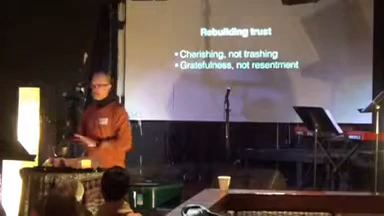 Rebuilding trust
• Cherishing, not trashing
• Gratefulness, not resentment